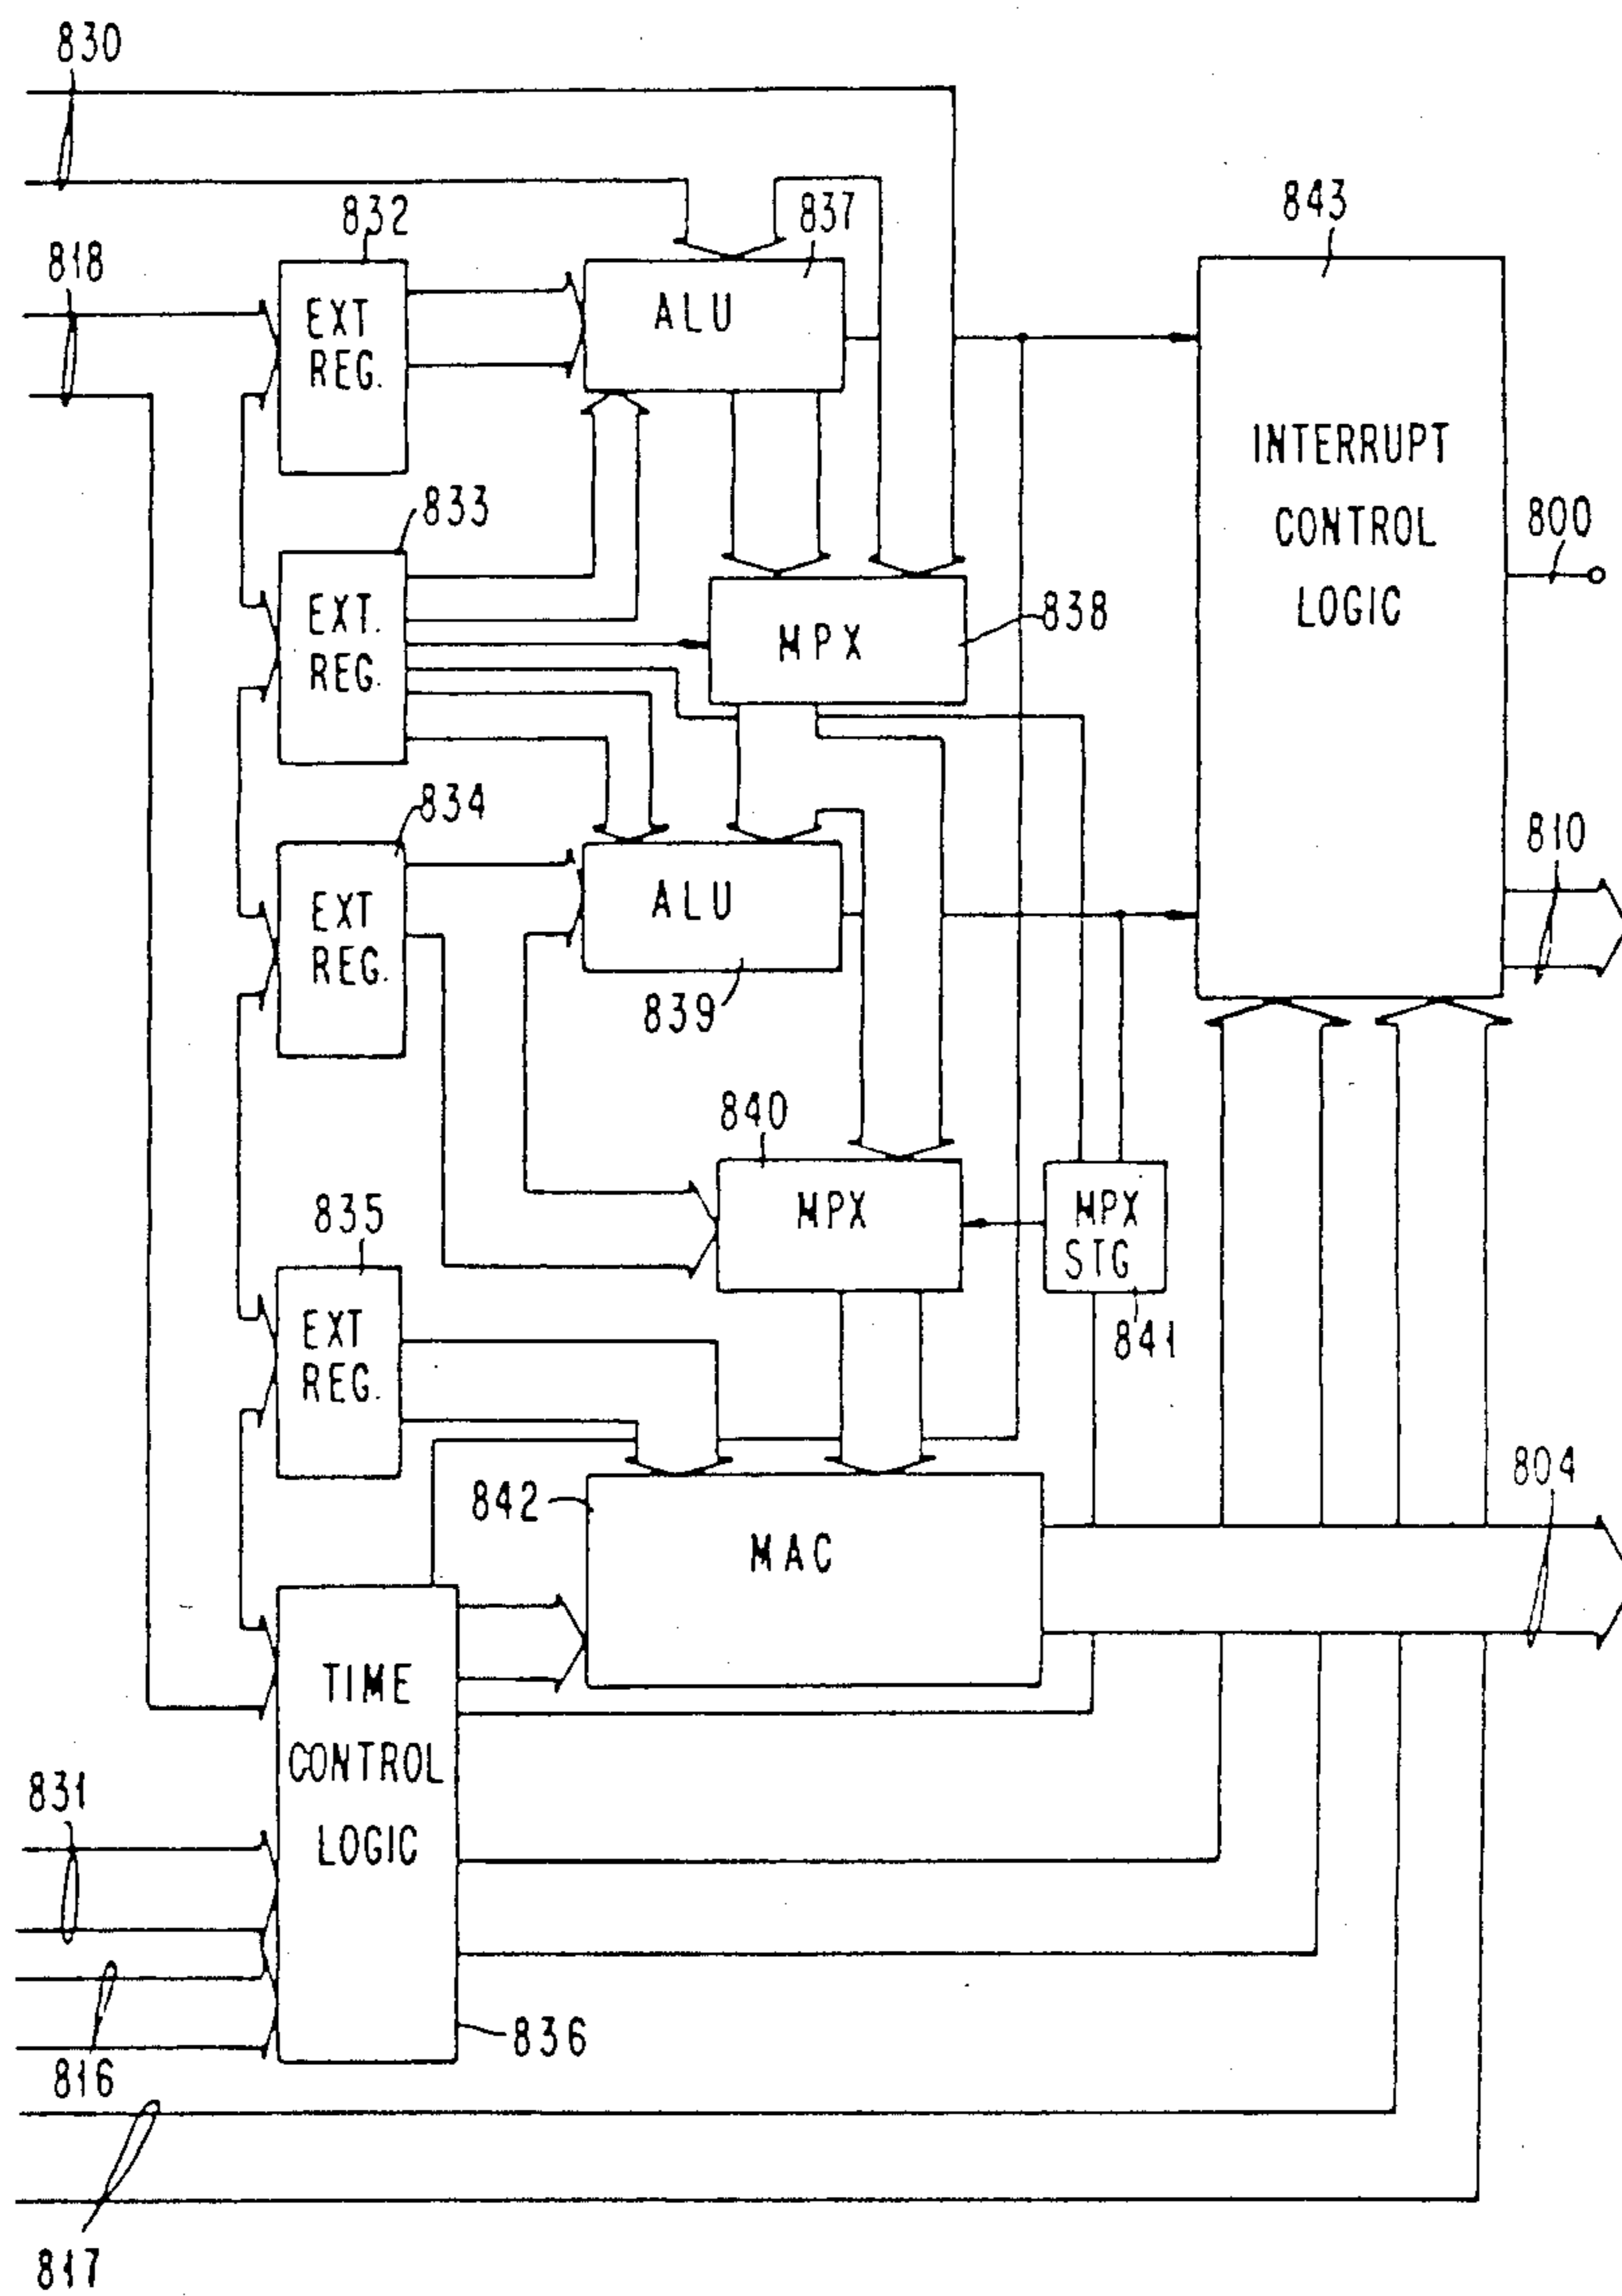 830
832
837
843
818
EXT
REG.
ALU
INTERRUPT
CONTROL
LOGIC
833
800
EXT.
REG.
MPX
838
834
810
EXT
REG.
ALU
839
840
835
MPX
MPX
STG
841
EXT
REG.
804
842
MAC
TIME
CONTROL
LOGIC
831
836
816
817